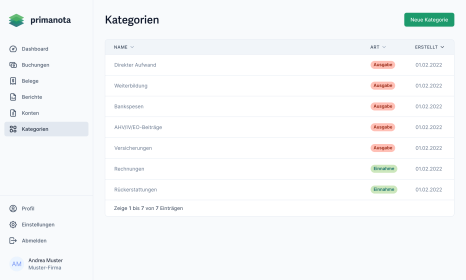 primanota
Dashboard
Buchungen
Belege
Berichte
Konten
Kategorien
Profil
Einstellungen
Abmelden
AM
Andrea Muster
Muster-Firma
Kategorien
Neue Kategorie
NAME ART ERSTELLT
Direkter Aufwand Ausgabe 01.02.2022
Weiterbildung Ausgabe 01.02.2022
Bankspesen Ausgabe 01.02.2022
AHV/IV/EO-Beiträge Ausgabe 01.02.2022
Versicherungen Ausgabe 01.02.2022
Rechnungen Einnahme 01.02.2022
Rückerstattungen Einnahme 01.02.2022
Zeige 1 bis 7 von 7 Einträgen